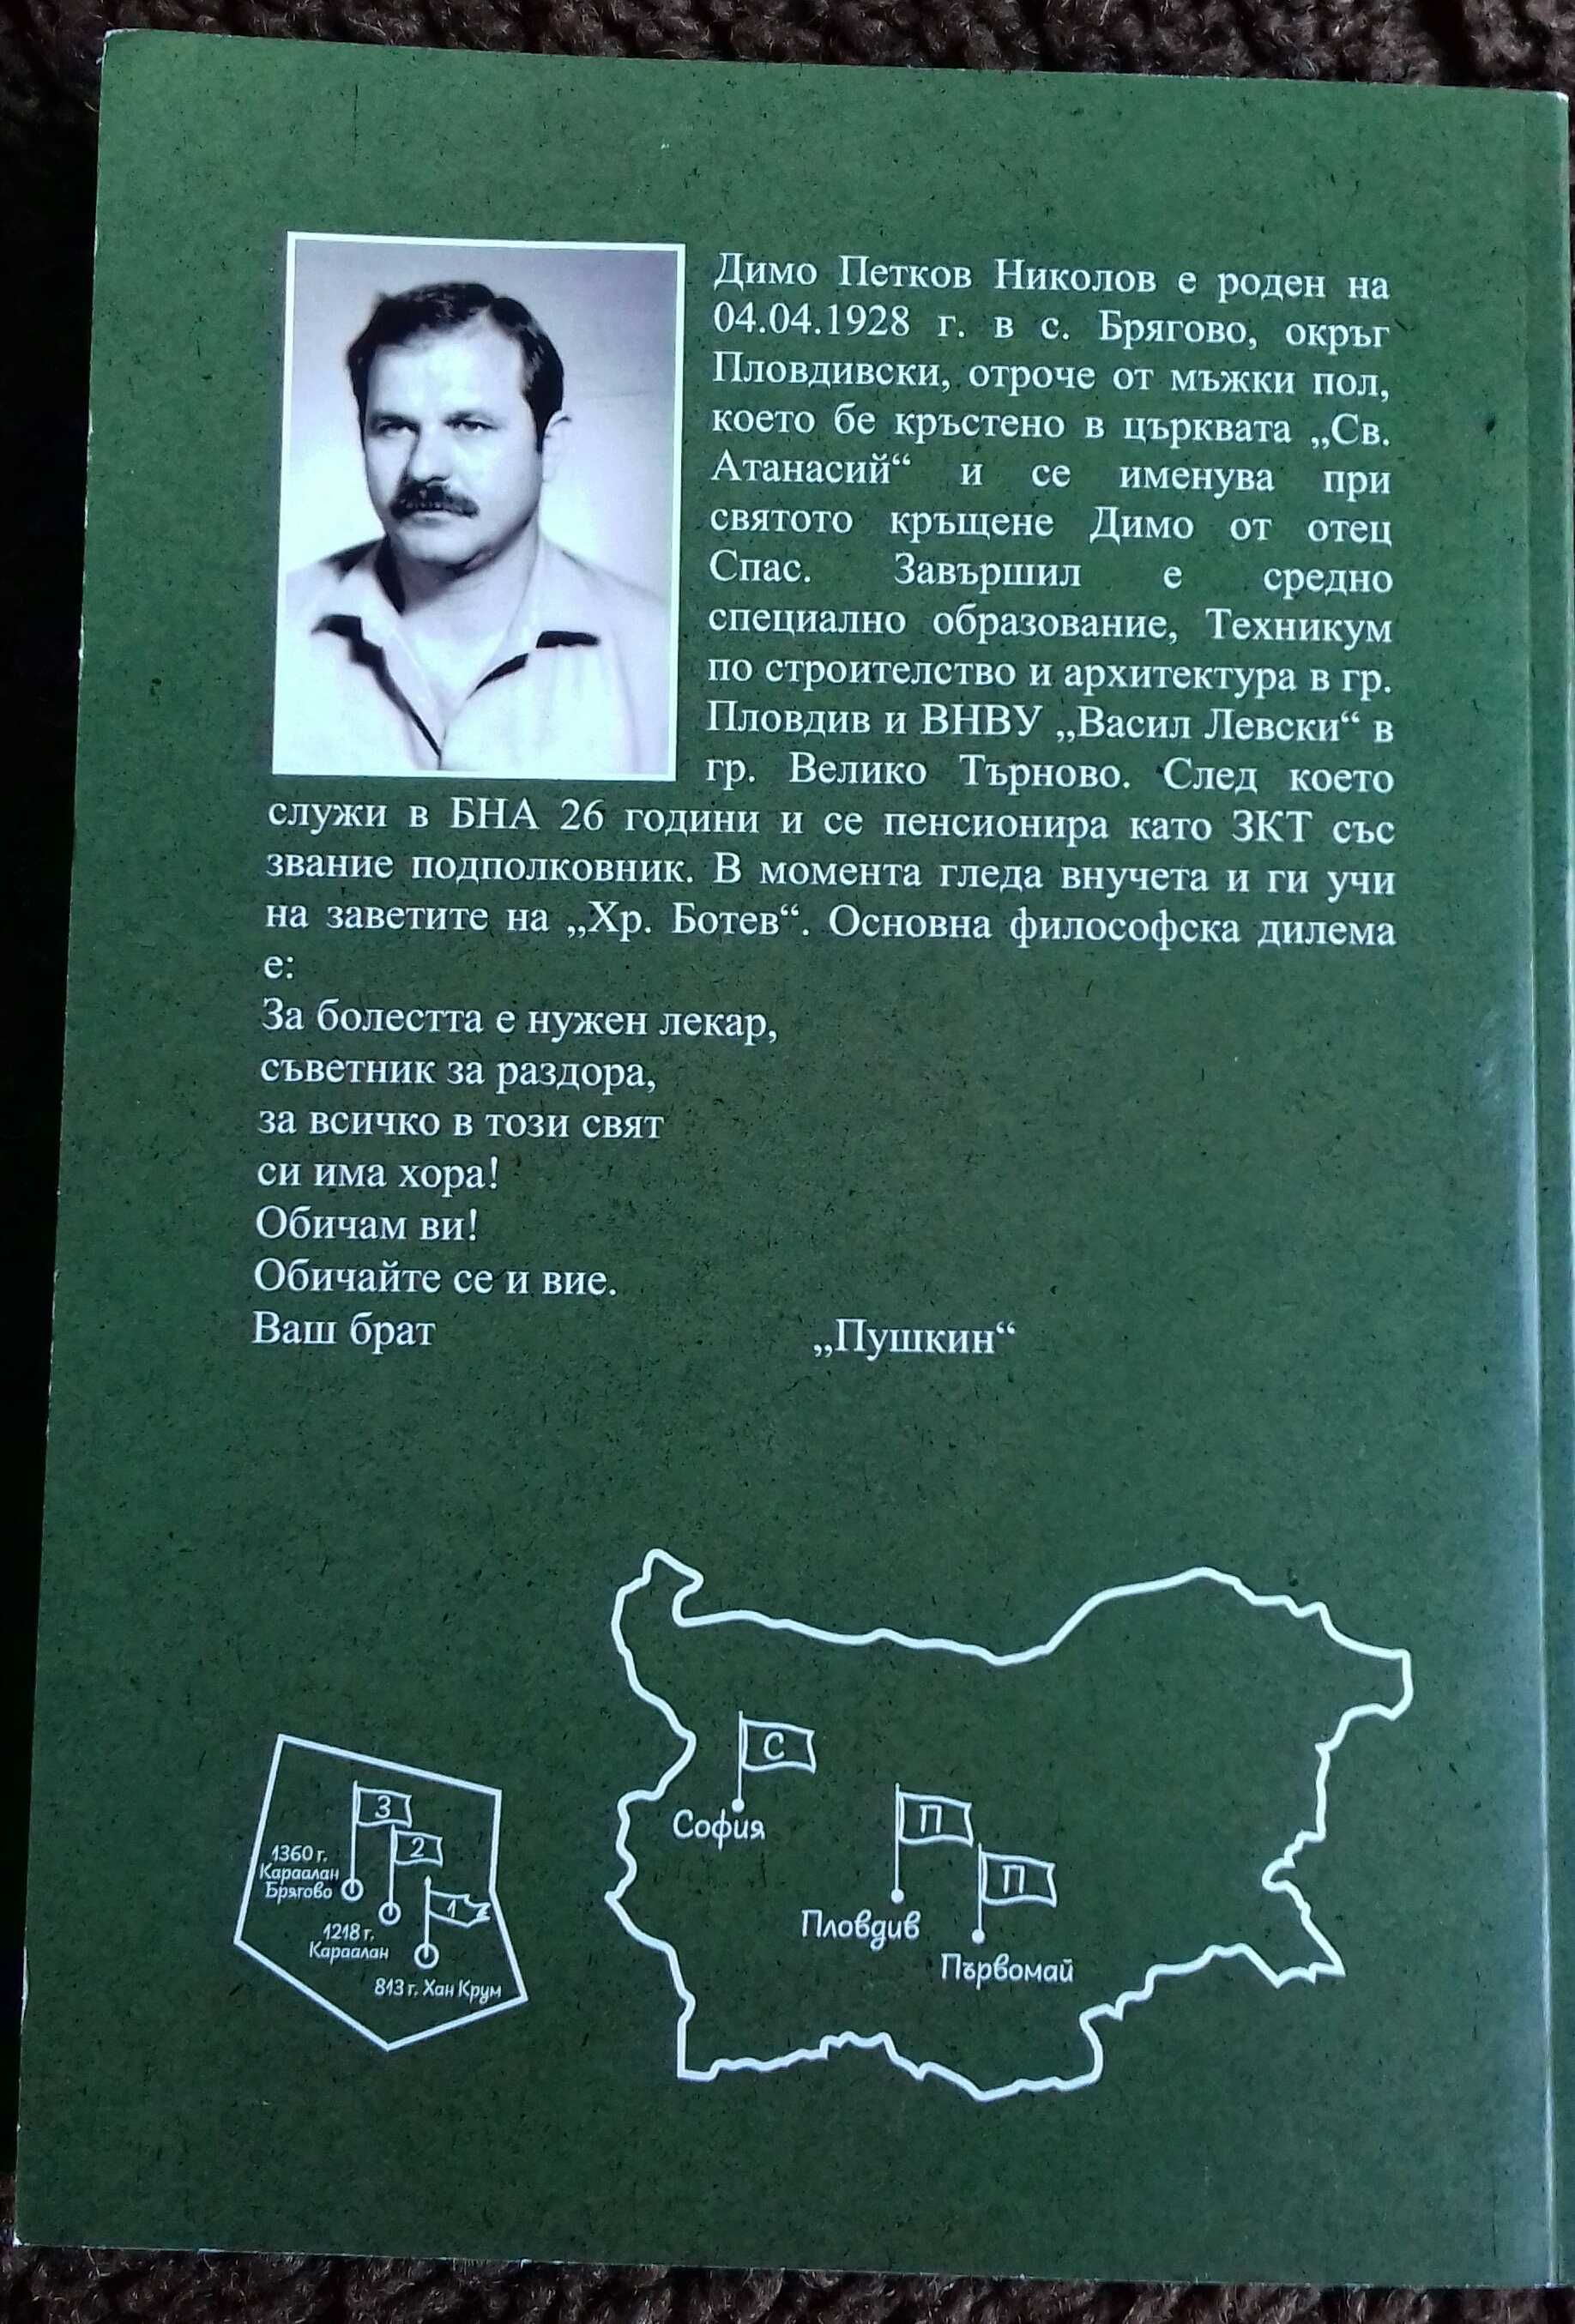 Димо Петков Николов е роден на
04.04.1928 г. в с. Брягово, окръг
Пловдивски, отроче от мъжки пол,
което бе кръстено в църквата „Св.
Атанасий“ и се именува при
святото кръщене Димо от отец
Спас. Завършил е средно
специално образование, Техникум
по строителство и архитектура в гр.
Пловдив и ВНВУ „Васил Левски“ в
гр. Велико Търново. След което
служи в БНА 26 години и се пенсионира като ЗКТ със
звание подполковник. В момента гледа внучета и ги учи
на заветите на „Хр. Ботев“. Основна философска дилема
е:
За болестта е нужен лекар,
съветник за раздора,
за всичко в този свят
си има хора!
Обичам ви!
Обичайте се и вие.
Ваш брат „Пушкин“
3
2
1
1360 г.
Караалан
Брягово
1218 г.
Караалан
813 г. Хан Крум
С
София
П
Пловдив
П
Първомай